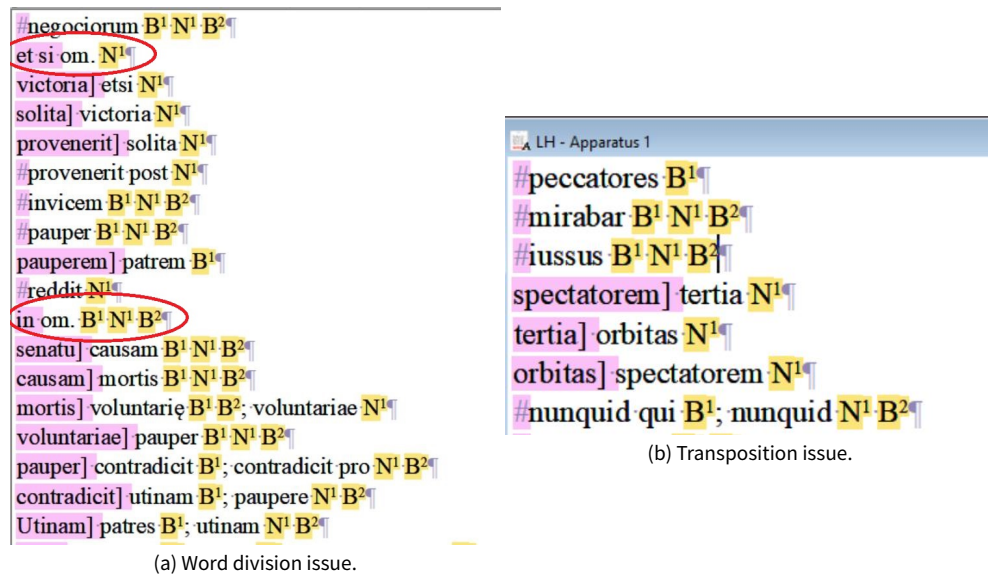 #negociorum B¹ N¹ B²¶
et·si·om. N¹¶
victoria]·etsi·N¹¶
solita]·victoria·N¹¶
provenerit]·solita·N¹¶
#provenerit·post·N¹¶
#invicem·B¹·N¹·B²¶
#pauper·B¹·N¹·B²¶
pauperem]·patrem·B¹¶
#reddit·N¹¶
in·om.·B¹·N¹·B²¶
senatu]·causam·B¹·N¹·B²¶
causam]·mortis·B¹·N¹·B²¶
mortis]·voluntarię·B¹·B²;·voluntariae·N¹¶
voluntariae]·pauper·B¹·N¹·B²¶
pauper]·contradicit·B¹;·contradicit·pro·N¹·B²¶
contradicit]·utinam·B¹;·paupere·N¹·B²¶
Utinam]·patres·B¹;·utinam·N¹·B²¶
(a) Word division issue.
LH - Apparatus 1
#peccatores·B¹¶
#mirabar·B¹·N¹·B²¶
#iussus·B¹·N¹·B²¶
spectatorem]·tertia·N¹¶
tertia]·orbitas·N¹¶
orbitas]·spectatorem·N¹¶
#nunquid·qui·B¹;·nunquid·N¹·B²¶
(b) Transposition issue.